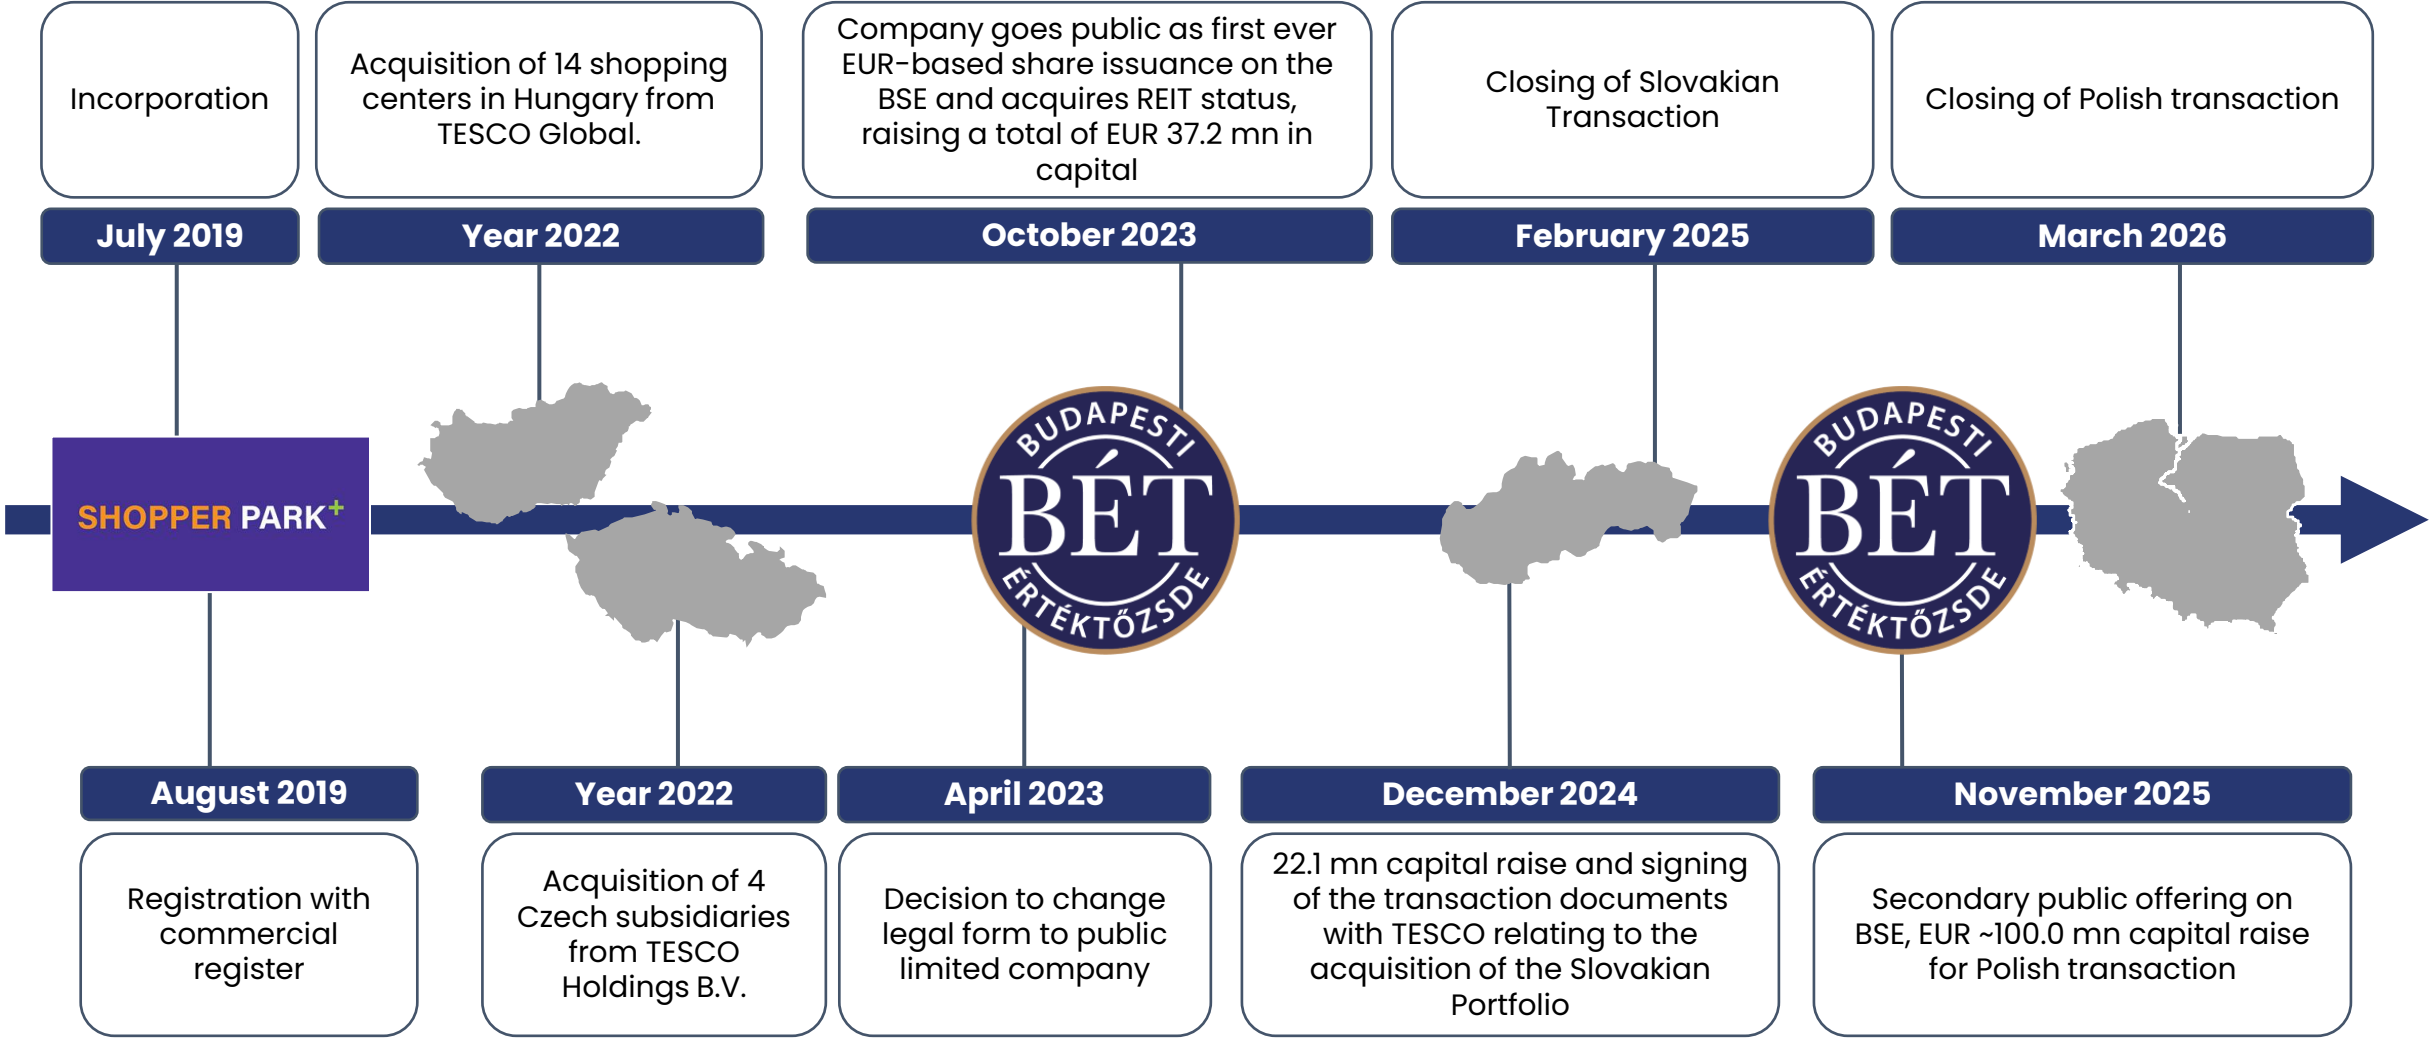 Incorporation
July 2019
Acquisition of 14 shopping
centers in Hungary from
TESCO Global.
Year 2022
Company goes public as first ever
EUR-based share issuance on the
BSE and acquires REIT status,
raising a total of EUR 37.2 mn in
capital
October 2023
Closing of Slovakian
Transaction
February 2025
Closing of Polish transaction
March 2026
SHOPPER PARK+
BUDAPESTI
BÉT
ÉRTÉKTŐZSDE
BUDAPESTI
BÉT
ÉRTÉKTŐZSDE
August 2019
Registration with
commercial
register
Year 2022
Acquisition of 4
Czech subsidiaries
from TESCO
Holdings B.V.
April 2023
Decision to change
legal form to public
limited company
December 2024
22.1 mn capital raise and signing
of the transaction documents
with TESCO relating to the
acquisition of the Slovakian
Portfolio
November 2025
Secondary public offering on
BSE, EUR ~100.0 mn capital raise
for Polish transaction